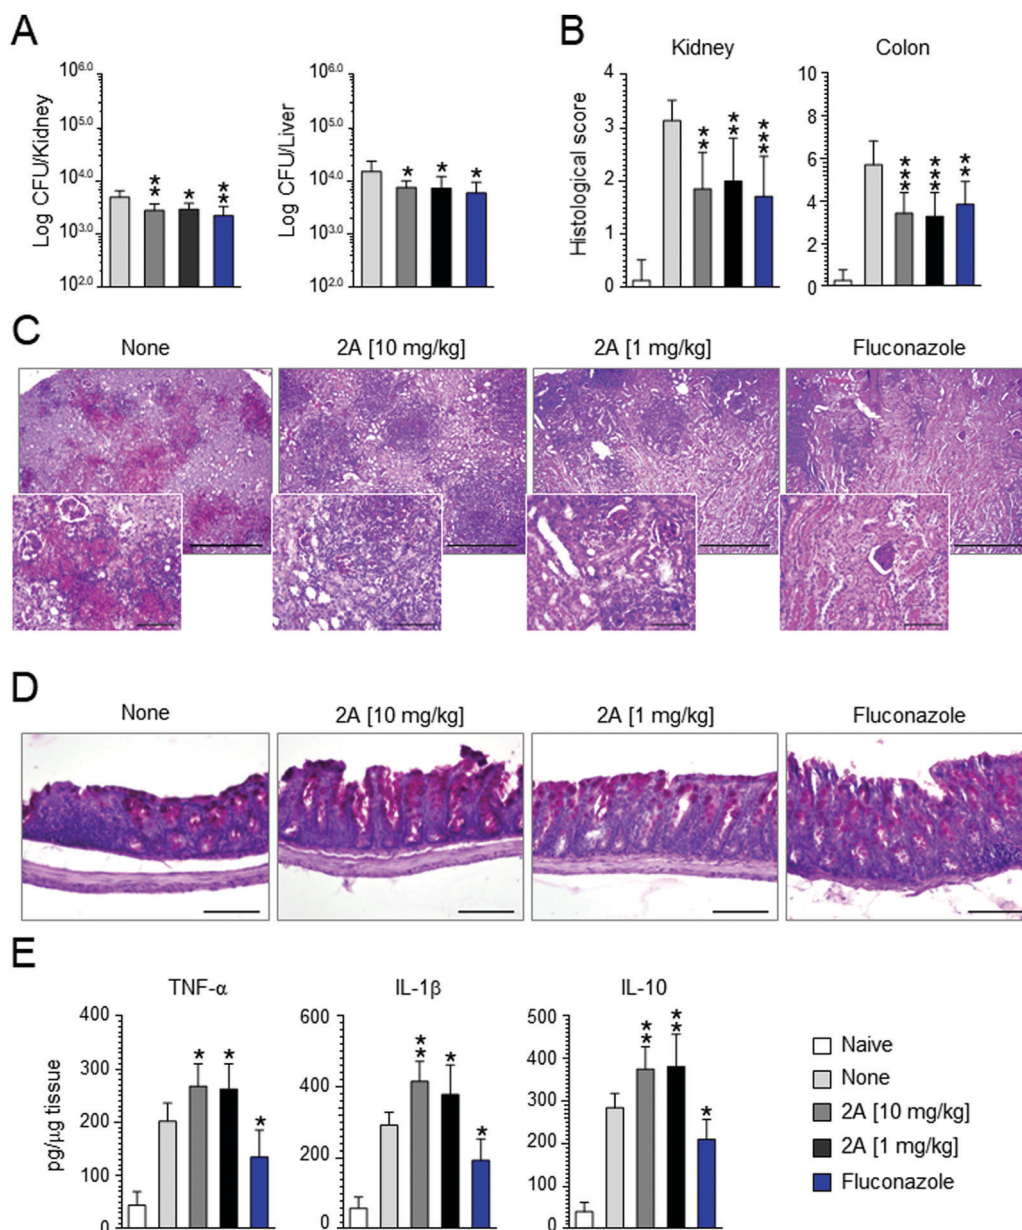 A
Log CFU/Kidney
10^6.0
10^5.0
10^4.0
10^3.0
10^2.0
**
*
**
Log CFU/Liver
10^6.0
10^5.0
10^4.0
10^3.0
10^2.0
*
*
*
B
Histological score
Kidney
4
3
2
1
0
**
**
***
Colon
10
8
6
4
2
0
***
***
**
C
None
2A [10 mg/kg]
2A [1 mg/kg]
Fluconazole
D
None
2A [10 mg/kg]
2A [1 mg/kg]
Fluconazole
E
pg/μg tissue
TNF-α
400
300
200
100
0
*
*
*
IL-1β
600
400
200
0
**
*
*
IL-10
500
400
300
200
100
0
**
**
*
Naive
None
2A [10 mg/kg]
2A [1 mg/kg]
Fluconazole